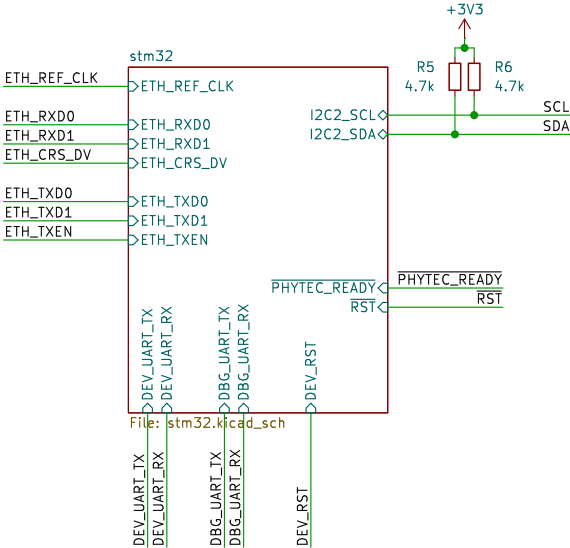 +3V3
stm32
R5
R6
4.7k
4.7k
ETH_REF_CLK
ETH_REF_CLK
I2C2_SCL
SCL
ETH_RXD0
ETH_RXD0
I2C2_SDA
SDA
ETH_RXD1
ETH_RXD1
ETH_CRS_DV
ETH_CRS_DV
ETH_TXD0
ETH_TXD0
ETH_TXD1
ETH_TXD1
ETH_TXEN
ETH_TXEN
PHYTEC_READY
PHYTEC_READY
RST
RST
DEV_UART_TX
DEV_UART_RX
DBG_UART_TX
DBG_UART_RX
DEV_RST
File: stm32.kicad_sch
DEV_UART_TX
DEV_UART_RX
DBG_UART_TX
DBG_UART_RX
DEV_RST